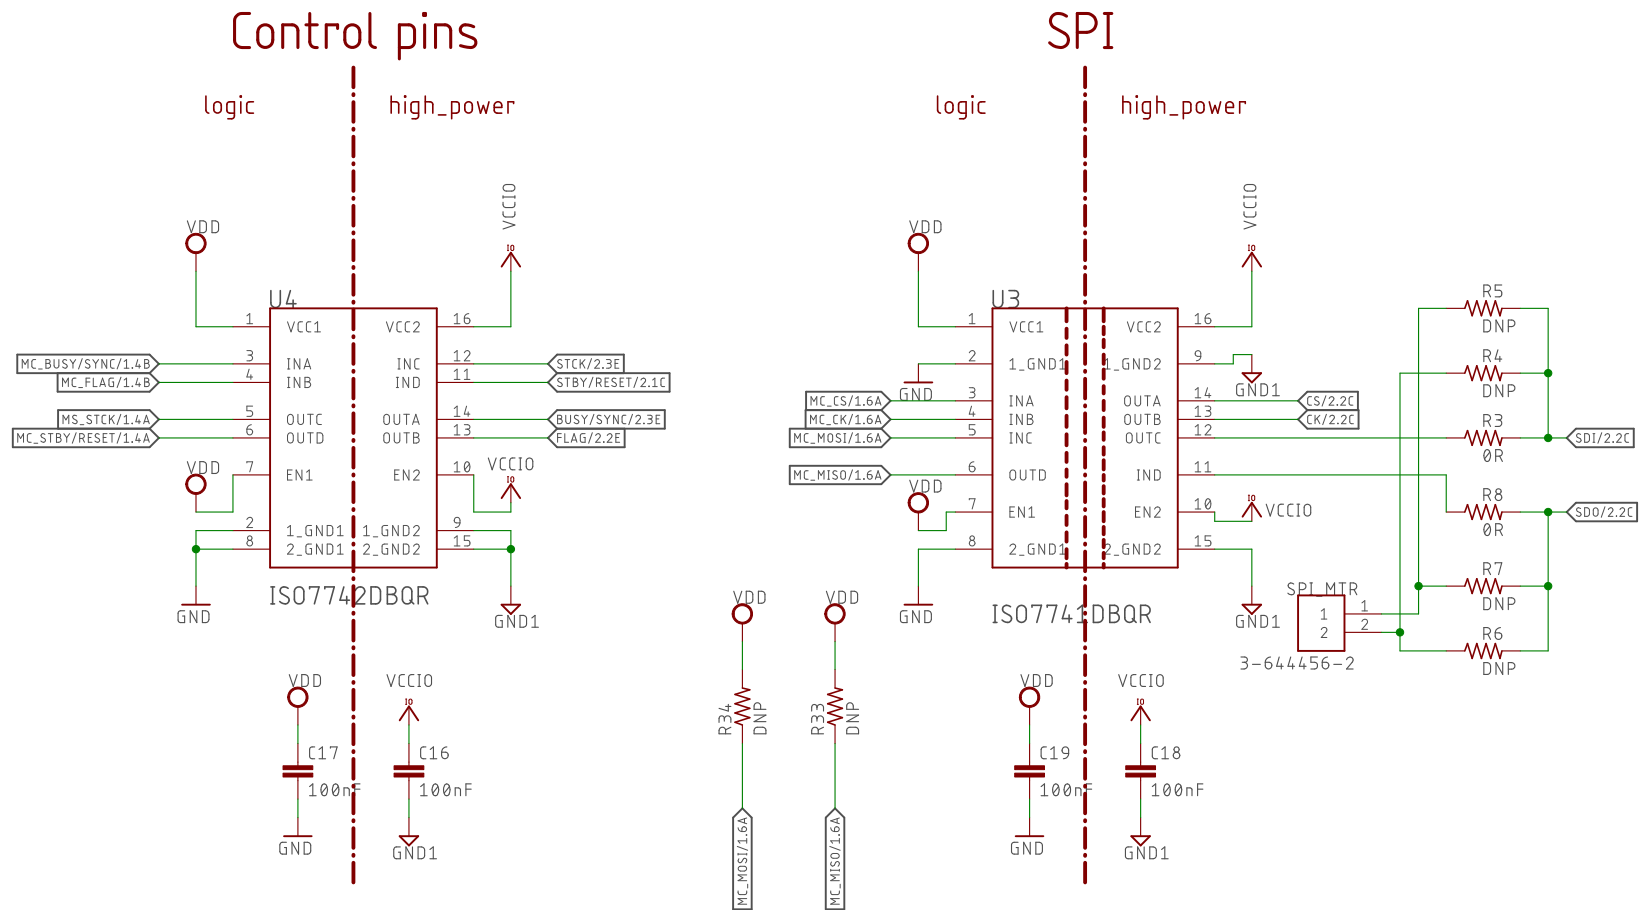 Control pins
logic
high_power
VDD
VCCIO
IO
U4
1 VCC1 VCC2 16
MC_BUSY/SYNC/1.4B 3 INA INC 12 STCK/2.3E
MC_FLAG/1.4B 4 INB IND 11 STBY/RESET/2.1C
MS_STCK/1.4A 5 OUTC OUTA 14 BUSY/SYNC/2.3E
MC_STBY/RESET/1.4A 6 OUTD OUTB 13 FLAG/2.2E
VDD
VCCIO
IO
7 EN1 EN2 10
2 1_GND1 1_GND2 9
8 2_GND1 2_GND2 15
ISO7742DBQR
GND
GND1
VDD
VCCIO
IO
C17
C16
100nF
100nF
GND
GND1
SPI
logic
high_power
VDD
VCCIO
IO
U3
1 VCC1 VCC2 16
2 1_GND1 1_GND2 9
GND
GND1
MC_CS/1.6A 3 INA OUTA 14 CS/2.2C
MC_CK/1.6A 4 INB OUTB 13 CK/2.2C
MC_MOSI/1.6A 5 INC OUTC 12
MC_MISO/1.6A 6 OUTD IND 11
VDD
7 EN1 EN2 10
IO
VCCIO
8 2_GND1 2_GND2 15
ISO7741DBQR
GND
GND1
R5
DNP
R4
DNP
R3
0R
SDI/2.2C
R8
0R
SDO/2.2C
R7
DNP
R6
DNP
SPI_MTR
1 1
2 2
3-644456-2
VDD
R34
DNP
MC_MOSI/1.6A
VDD
R33
DNP
MC_MISO/1.6A
VDD
VCCIO
IO
C19
C18
100nF
100nF
GND
GND1